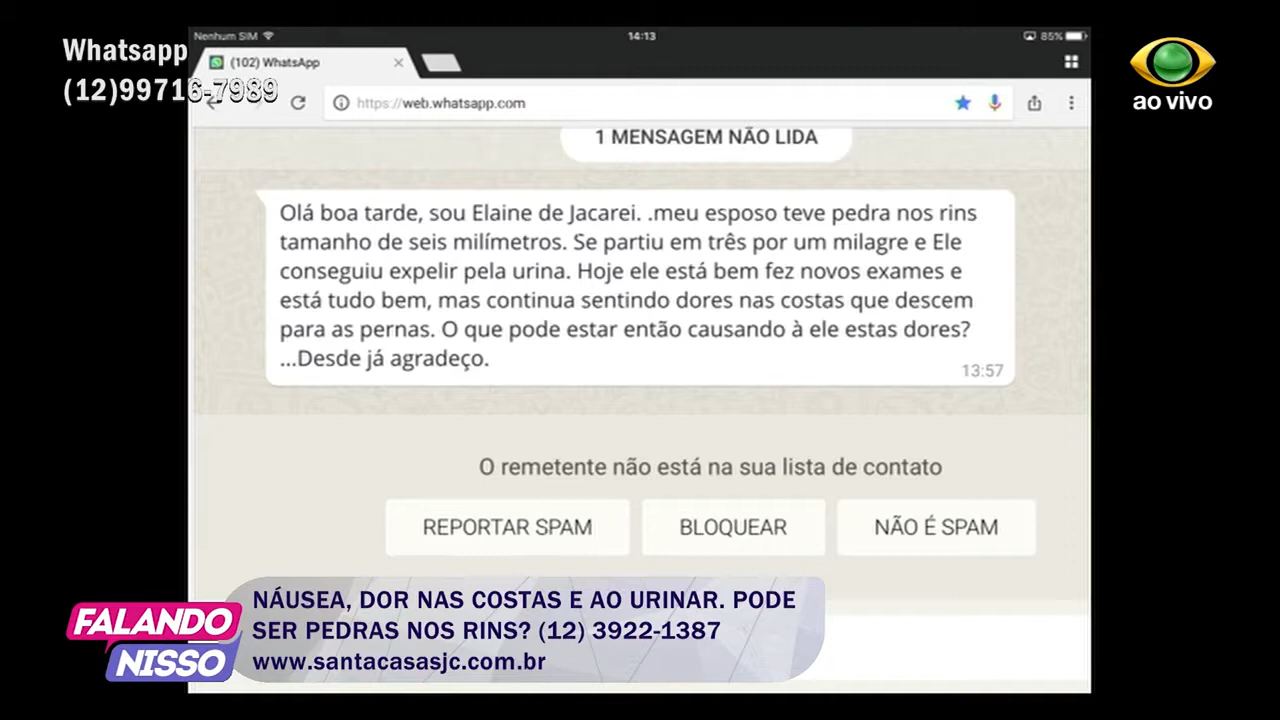 Nenhum SIM
14:13
85%
Whatsapp
(12)99716-7989
(102) WhatsApp
https://web.whatsapp.com
ao vivo
1 MENSAGEM NÃO LIDA
Olá boa tarde, sou Elaine de Jacarei. .meu esposo teve pedra nos rins
tamanho de seis milímetros. Se partiu em três por um milagre e Ele
conseguiu expelir pela urina. Hoje ele está bem fez novos exames e
está tudo bem, mas continua sentindo dores nas costas que descem
para as pernas. O que pode estar então causando à ele estas dores?
...Desde já agradeço.
13:57
O remetente não está na sua lista de contato
REPORTAR SPAM
BLOQUEAR
NÃO É SPAM
FALANDO
NISSO
NÁUSEA, DOR NAS COSTAS E AO URINAR. PODE
SER PEDRAS NOS RINS? (12) 3922-1387
www.santacasasjc.com.br